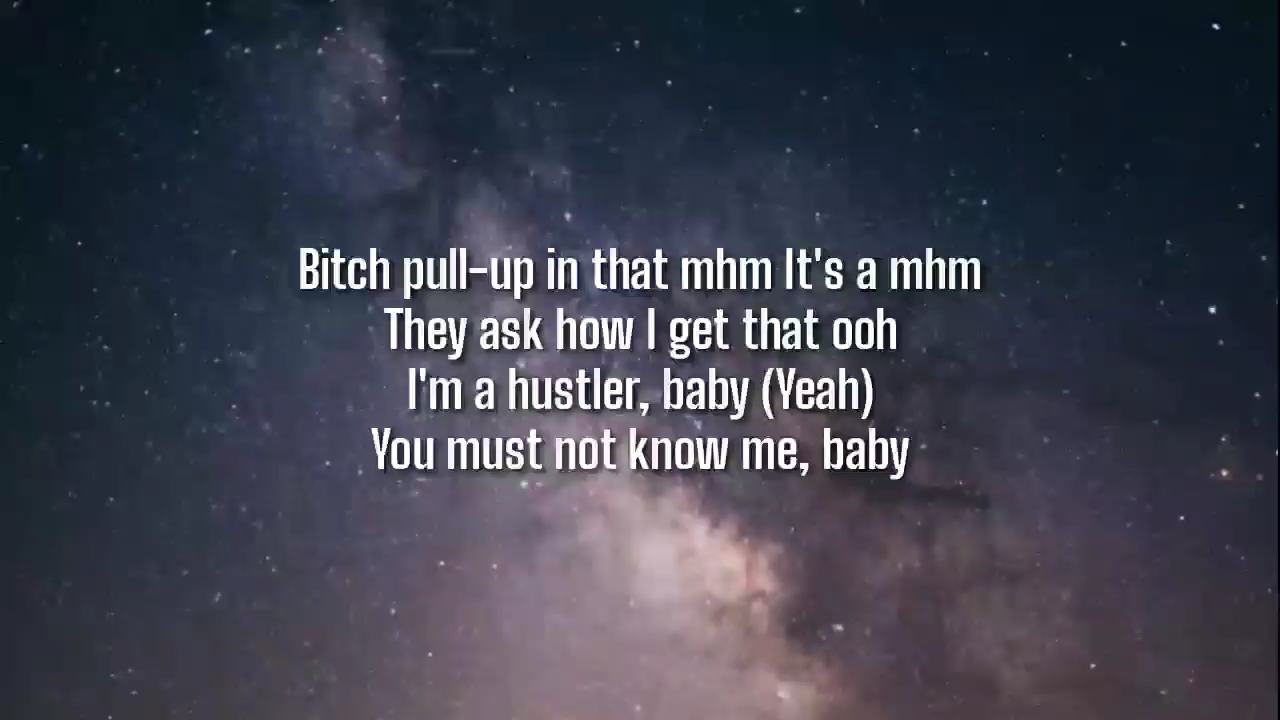 Bitch pull-up in that mhm It's a mhm
They ask how I get that ooh
I'm a hustler, baby (Yeah)
You must not know me, baby